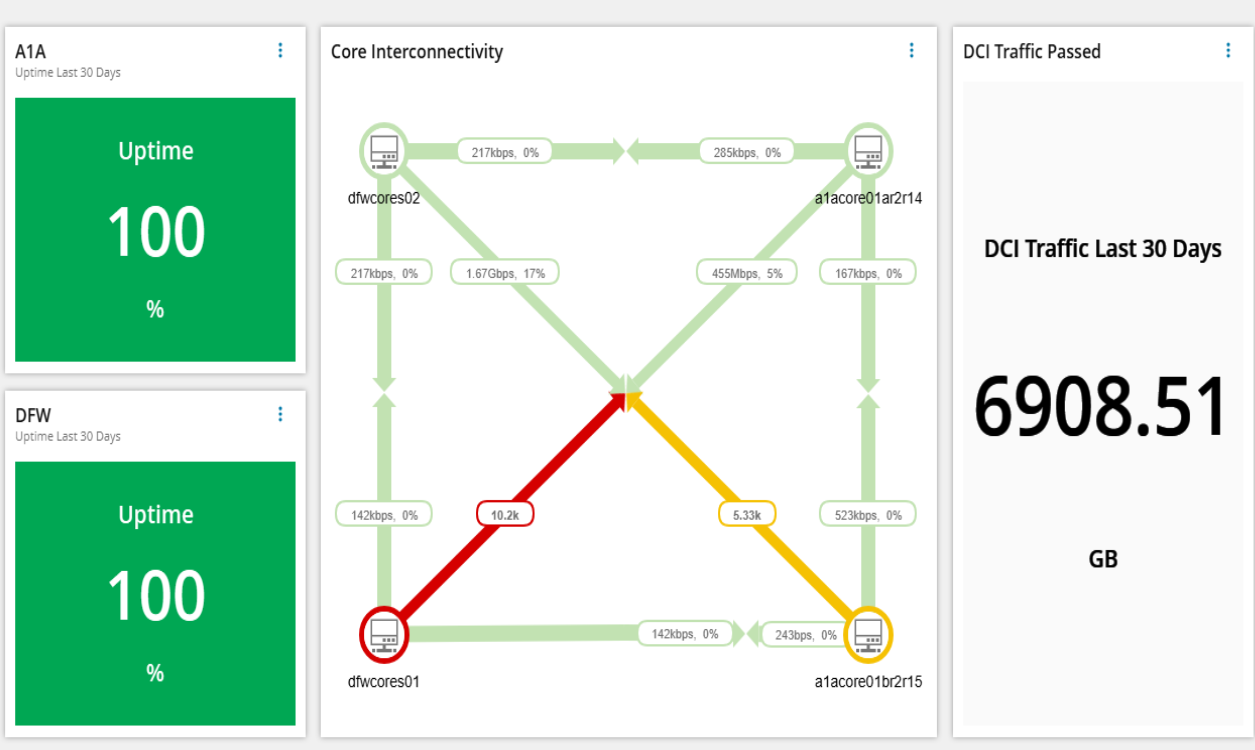 A1A
Uptime Last 30 Days
Uptime
100
%
DFW
Uptime Last 30 Days
Uptime
100
%
Core Interconnectivity
217kbps, 0%
285kbps, 0%
dfwcores02
a1acore01ar2r14
217kbps, 0%
1.67Gbps, 17%
455Mbps, 5%
167kbps, 0%
142kbps, 0%
10.2k
5.33k
523kbps, 0%
142kbps, 0%
243bps, 0%
dfwcores01
a1acore01br2r15
DCI Traffic Passed
DCI Traffic Last 30 Days
6908.51
GB